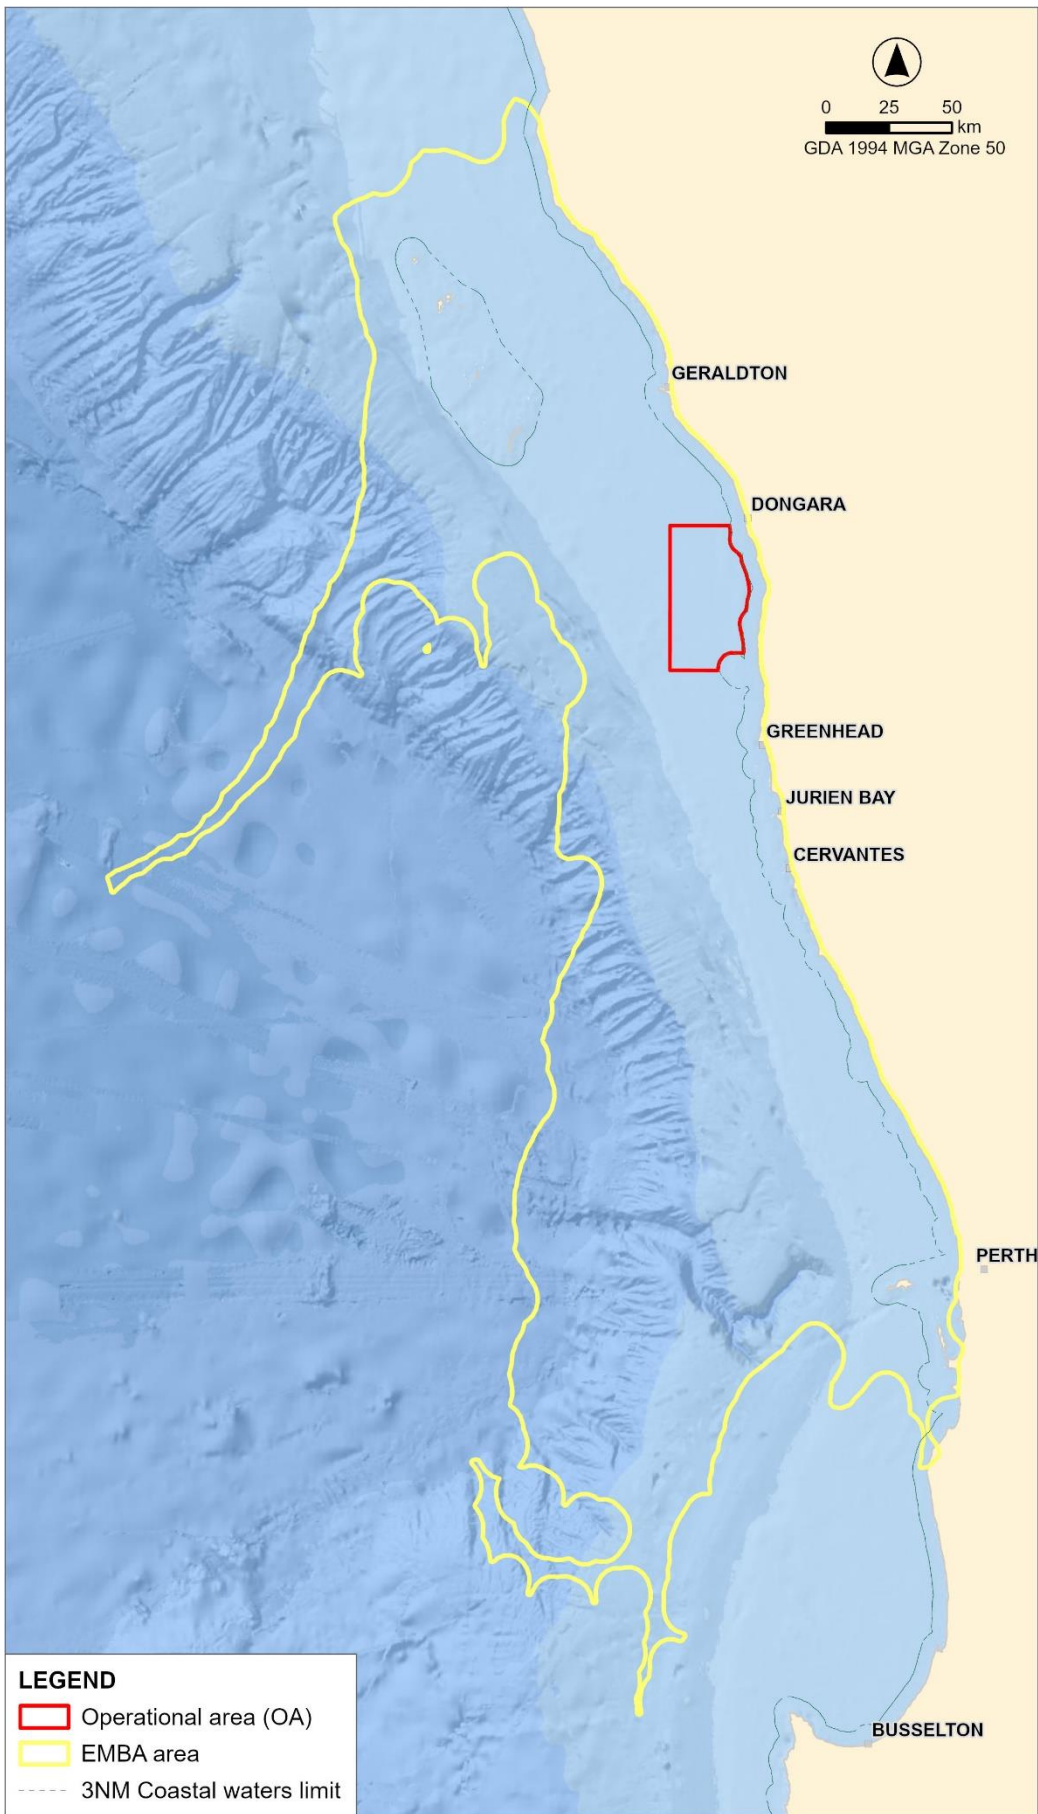 0 25 50
km
GDA 1994 MGA Zone 50
GERALDTON
DONGARA
GREENHEAD
JURIEN BAY
CERVANTES
PERTH
BUSSELTON
LEGEND
Operational area (OA)
EMBA area
3NM Coastal waters limit